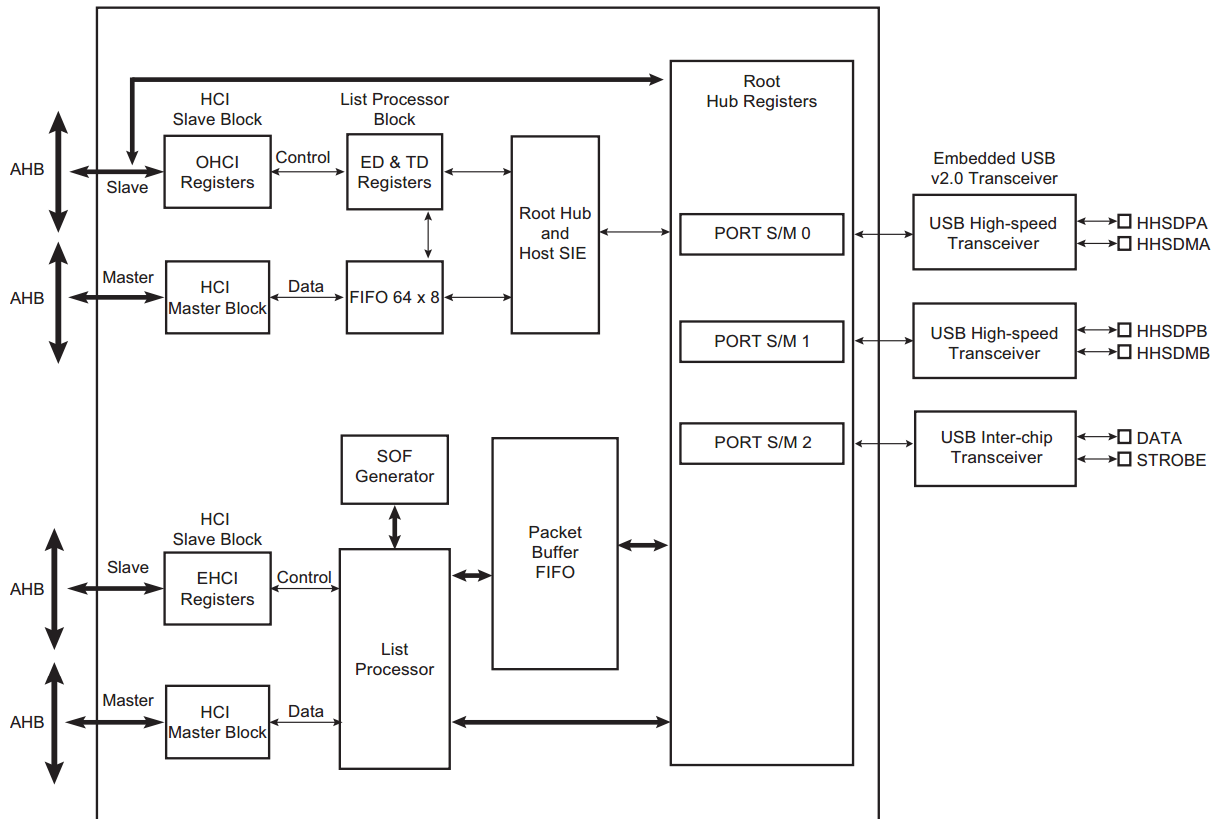 Root
Hub Registers
HCI
Slave Block
List Processor
Block
AHB
Slave
OHCI
Registers
Control
ED & TD
Registers
Root Hub
and
Host SIE
AHB
Master
HCI
Master Block
Data
FIFO 64 x 8
PORT S/M 0
PORT S/M 1
PORT S/M 2
Embedded USB
v2.0 Transceiver
USB High-speed
Transceiver
HHSDPA
HHSDMA
USB High-speed
Transceiver
HHSDPB
HHSDMB
USB Inter-chip
Transceiver
DATA
STROBE
SOF
Generator
Packet
Buffer
FIFO
HCI
Slave Block
AHB
Slave
EHCI
Registers
Control
List
Processor
AHB
Master
HCI
Master Block
Data